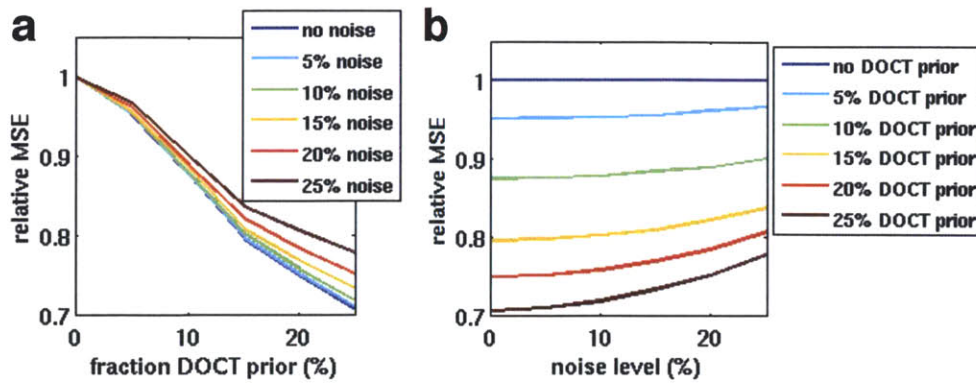 a
no noise
5% noise
10% noise
15% noise
20% noise
25% noise
1
0.9
0.8
0.7
relative MSE
0 10 20
fraction DOCT prior (%)
b
no DOCT prior
5% DOCT prior
10% DOCT prior
15% DOCT prior
20% DOCT prior
25% DOCT prior
1
0.9
0.8
0.7
relative MSE
0 10 20
noise level (%)